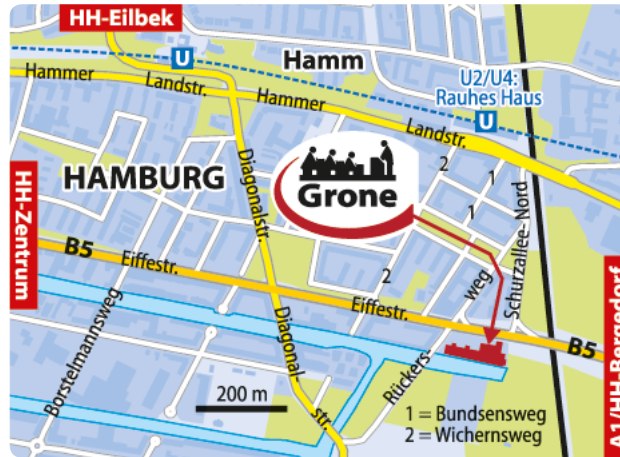 HH-Eilbek
U
Hamm
U2/U4:
Rauhes Haus
U
Hammer
Landstr.
Hammer
Landstr.
HH-Zentrum
HAMBURG
Diagonalstr.
Grone
2
1
1
Schurzallee-Nord
B5
Eiffestr.
2
weg
Eiffestr.
B5
A1/HH-Bergedorf
Borstelmannsweg
Diagonal-
str.
Rückers-
200 m
1 = Bundsensweg
2 = Wichernsweg